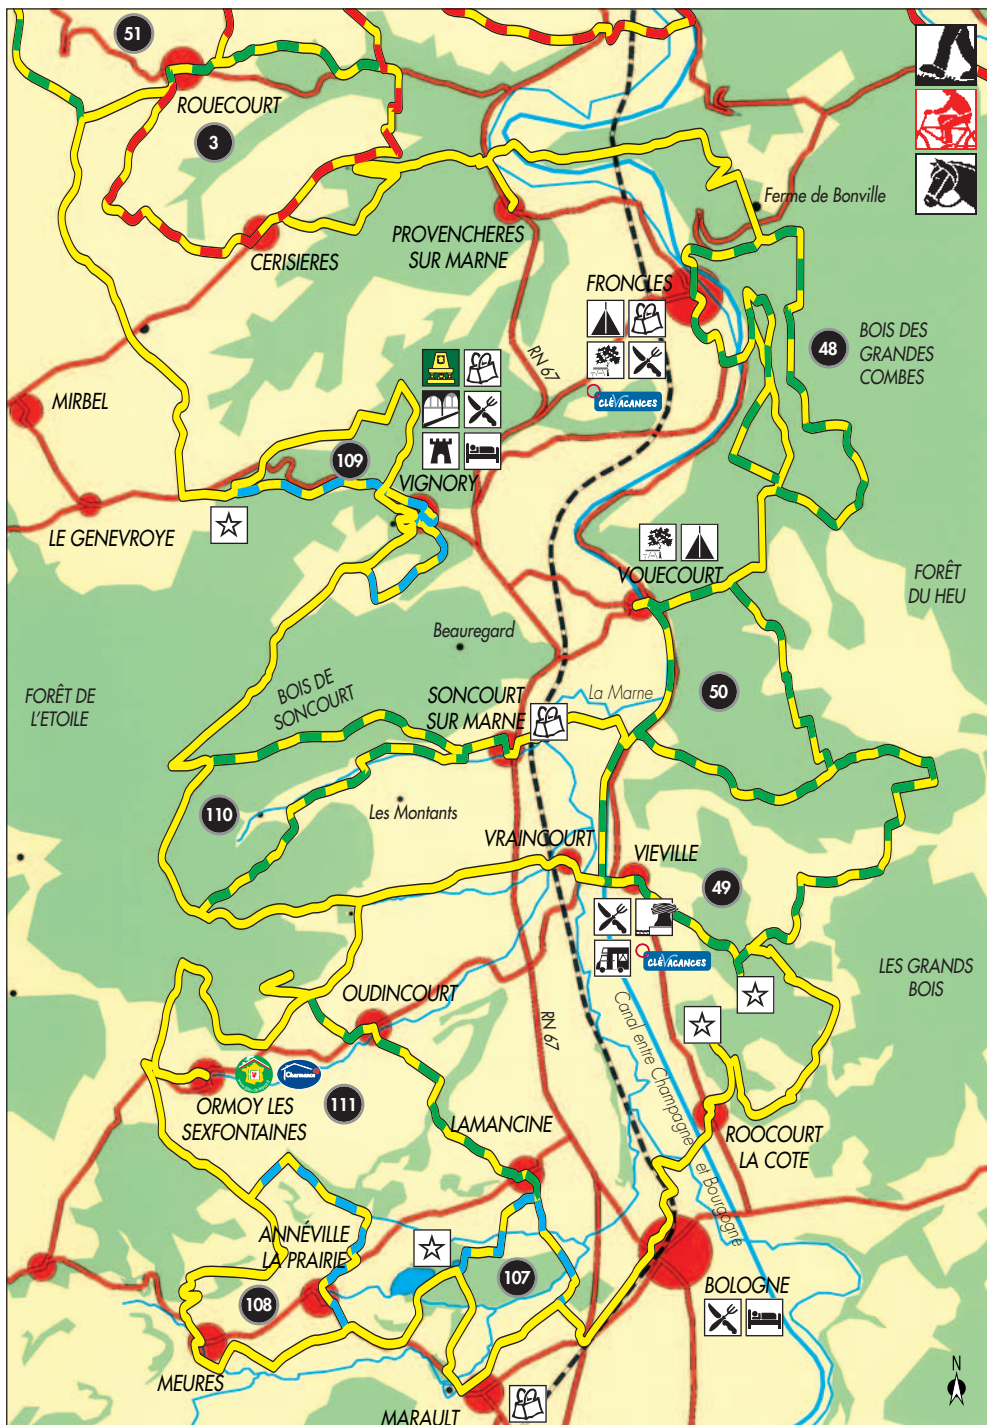 51
ROUECOURT
3
CERISIÈRES
PROVENCHERES
SUR MARNE
Ferme de Bonville
FRONCLES
RN 67
CLÉVACANCES
48
BOIS DES
GRANDES
COMBES
MIRBEL
109
VIGNORY
LE GENEVROYE
VOUECOURT
FORÊT
DU HEU
Beauregard
FORÊT DE
L'ETOILE
BOIS DE
SONCOURT
SONCOURT
SUR MARNE
La Marne
50
110
Les Montants
VRAINCOURT
VIEVILLE
49
CLÉVACANCES
LES GRANDS
BOIS
OUDINCOURT
RN 67
Canal entre Champagne et Bourgogne
Charmance
ORMOY LES
SEXFONTAINES
111
LAMANCINE
ROOCOURT
LA COTE
ANNÉVILLE
LA PRAIRIE
107
108
BOLOGNE
MEURES
MARAULT
N